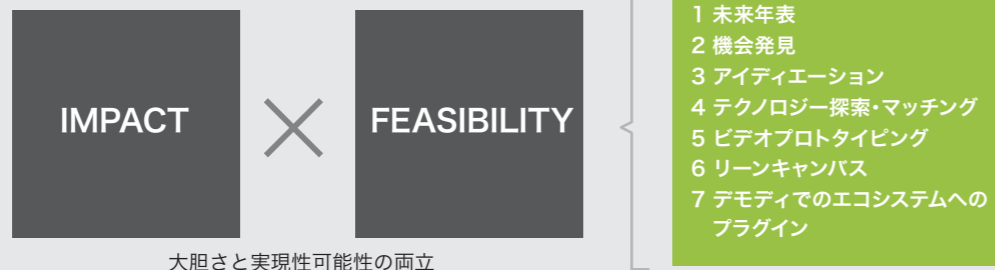 IMPACT
FEASIBILITY
大胆さと実現性可能性の両立
1 未来年表
2 機会発見
3 アイディエーション
4 テクノロジー探索・マッチング
5 ビデオプロトタイピング
6 リーンキャンバス
7 デモディでのエコシステムへの
プラグイン